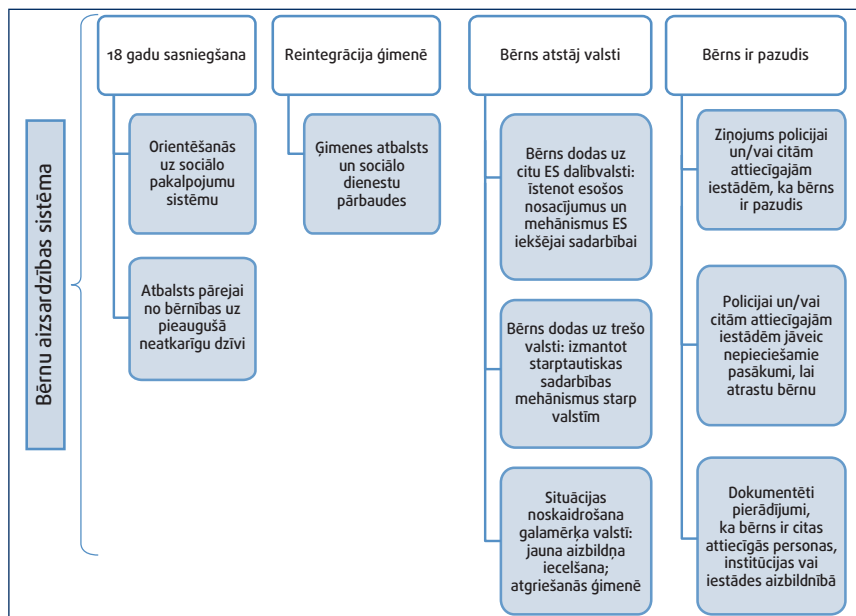 Bērnu aizsardzības sistēma
18 gadu sasniegšana
Orientēšanās
uz sociālo
pakalpojumu
sistēmu
Atbalsts pārejai
no bērnības uz
pieaugušā
neatkarīgu dzīvi
Reintegrācija ģimenē
Ģimenes atbalsts
un sociālo
dienestu
pārbaudes
Bērns atstāj valsti
Bērns dodas uz
citu ES dalībvalsti:
īstenot esošos
nosacījumus un
mehānismus ES
iekšējai sadarbībai
Bērns dodas uz trešo
valsti: izmantot
starptautiskas
sadarbības
mehānismus starp
valstīm
Situācijas
noskaidrošana
galamērķa valstī:
jauna aizbildņa
iecelšana;
atgriešanās ģimenē
Bērns ir pazudis
Ziņojums policijai
un/vai citām
attiecīgajām
iestādēm, ka bērns
ir pazudis
Policijai un/vai
citām attiecīgajām
iestādēm jāveic
nepieciešamie
pasākumi, lai
atrastu bērnu
Dokumentēti
pierādījumi,
ka bērns ir citas
attiecīgās personas,
institūcijas vai
iestādes aizbildnībā